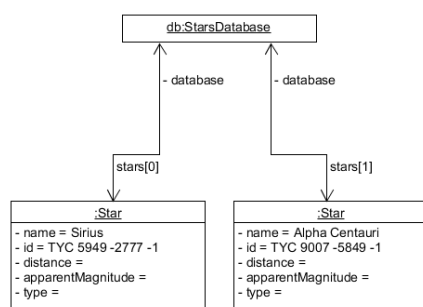 db:StarsDatabase
- database
- database
stars[0]
stars[1]
:Star
- name = Sirius
- id = TYC 5949 -2777 -1
- distance =
- apparentMagnitude =
- type =
:Star
- name = Alpha Centauri
- id = TYC 9007 -5849 -1
- distance =
- apparentMagnitude =
- type =